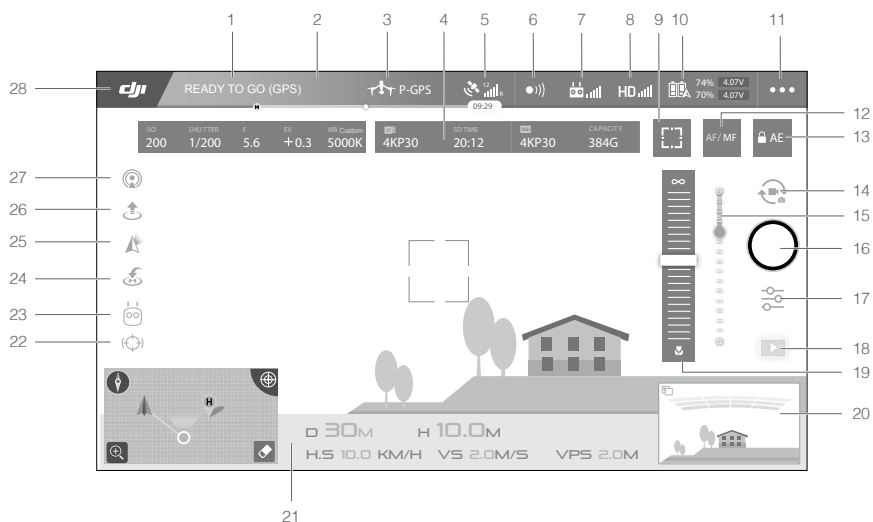 1 2 3 4 5 6 7 8 9 10 11
28 dji READY TO GO (GPS) P-GPS 12 R HD 74% 4.07V
70% 4.07V
H 09:29
12
ISO SHUTTER F EV WB Custom SD TIME CAPACITY
200 1/200 5.6 +0.3 5000K 4KP30 20:12 4KP30 384G AF/MF AE 13
27
26
25
24
23
22
14
15
16
17
18
19
20
∞
H
D 30M H 10.0M
H.S 10.0 KM/H VS 2.0M/S VPS 2.0M
21